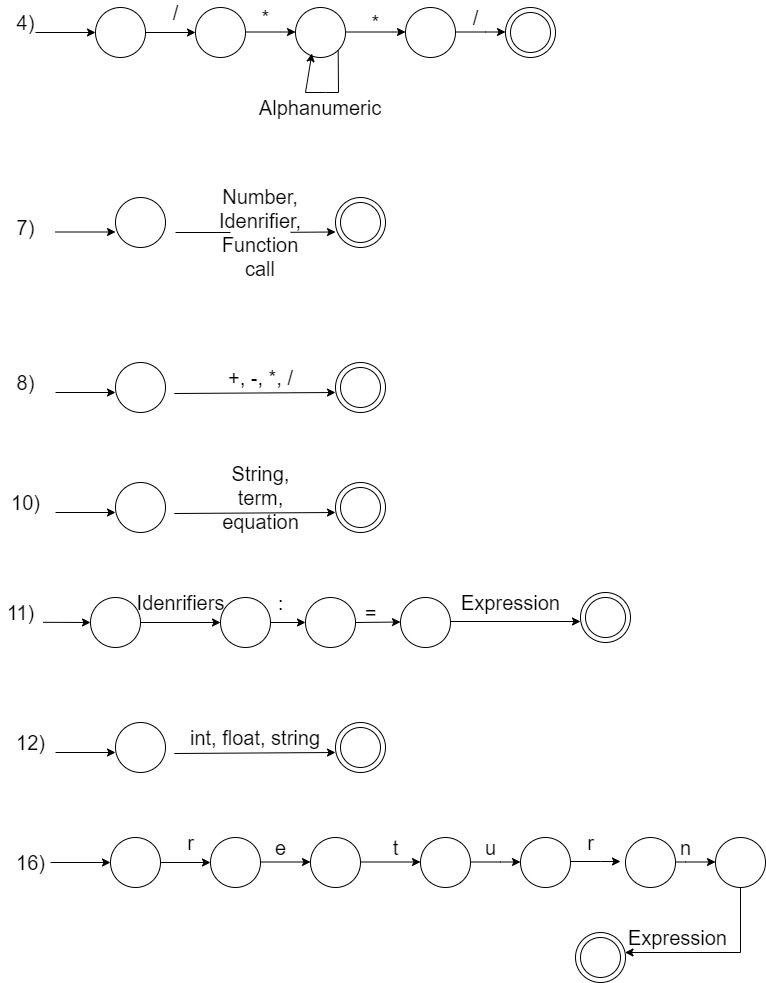 4) / * * /
Alphanumeric
7) Number,
Idenrifier,
Function
call
8) +, -, *, /
10) String,
term,
equation
11) Idenrifiers : = Expression
12) int, float, string
16) r e t u r n
Expression